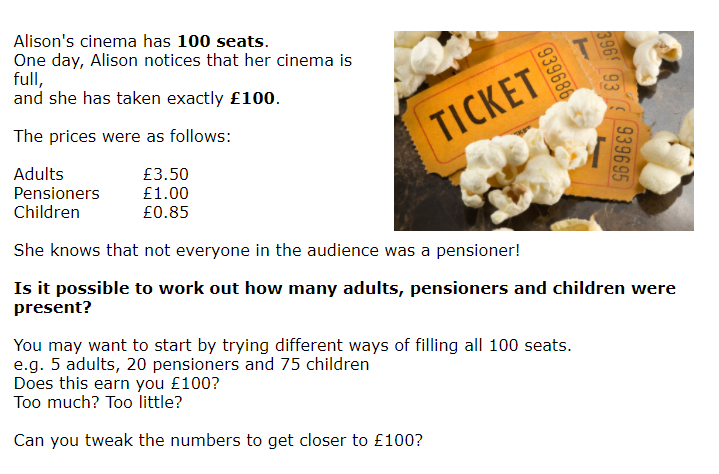 Alison's cinema has 100 seats.
One day, Alison notices that her cinema is
full,
and she has taken exactly £100.
The prices were as follows:
Adults £3.50
Pensioners £1.00
Children £0.85
TICKET
939686
939695
She knows that not everyone in the audience was a pensioner!
Is it possible to work out how many adults, pensioners and children were
present?
You may want to start by trying different ways of filling all 100 seats.
e.g. 5 adults, 20 pensioners and 75 children
Does this earn you £100?
Too much? Too little?
Can you tweak the numbers to get closer to £100?